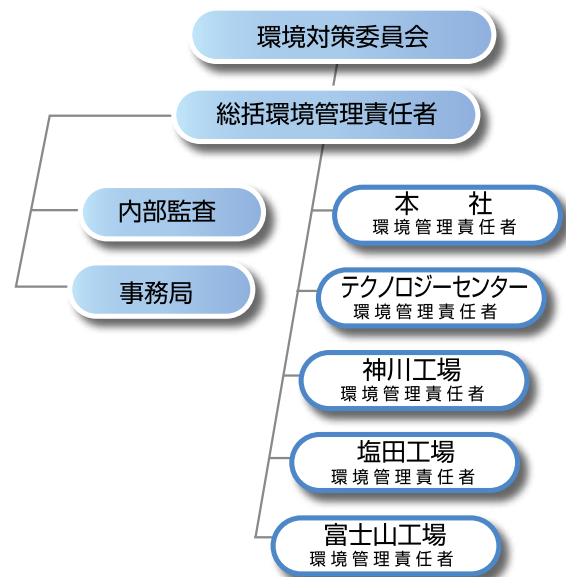 環境対策委員会
総括環境管理責任者
内部監査
事務局
本　　社
環境管理責任者
テクノロジーセンター
環境管理責任者
神川工場
環境管理責任者
塩田工場
環境管理責任者
富士山工場
環境管理責任者